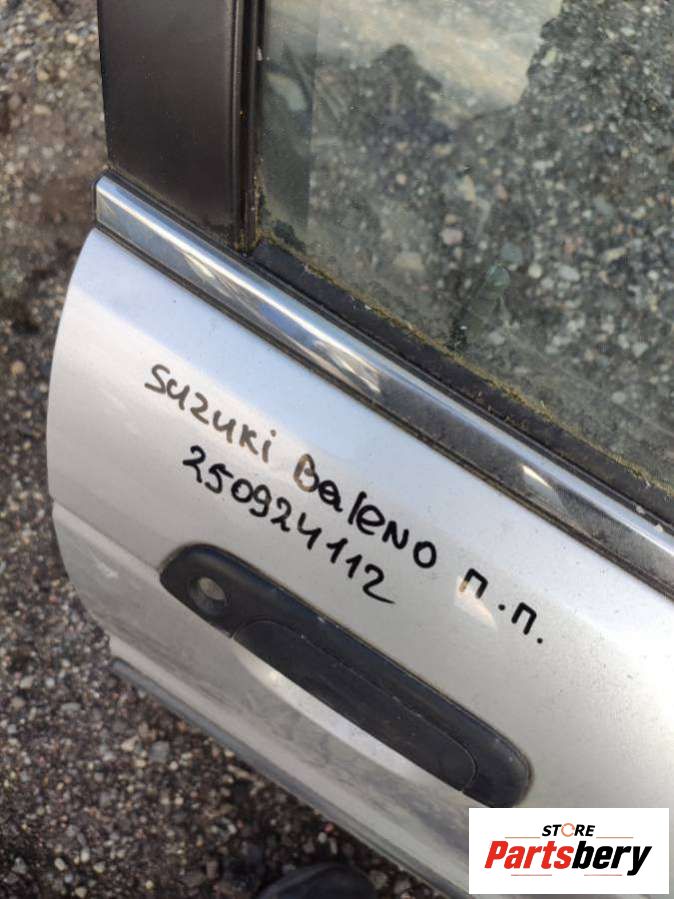 suzuki Baleno п.п.
250924112
STORE
Partsbery